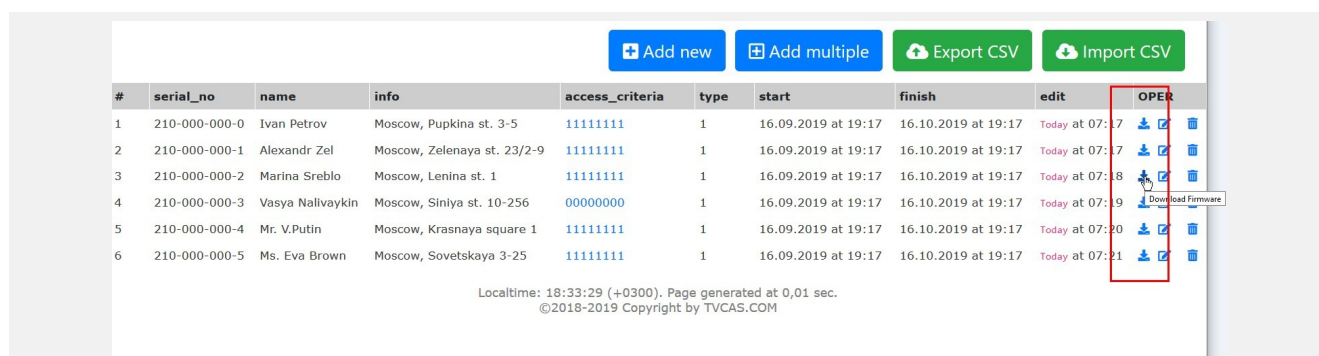 Add new Add multiple Export CSV Import CSV
# serial_no name info access_criteria type start finish edit OPER
1 210-000-000-0 Ivan Petrov Moscow, Pupkina st. 3-5 11111111 1 16.09.2019 at 19:17 16.10.2019 at 19:17 Today at 07:17
2 210-000-000-1 Alexandr Zel Moscow, Zelenaya st. 23/2-9 11111111 1 16.09.2019 at 19:17 16.10.2019 at 19:17 Today at 07:17
3 210-000-000-2 Marina Sreblo Moscow, Lenina st. 1 11111111 1 16.09.2019 at 19:17 16.10.2019 at 19:17 Today at 07:18
Download Firmware
4 210-000-000-3 Vasya Nalivaykin Moscow, Siniya st. 10-256 00000000 1 16.09.2019 at 19:17 16.10.2019 at 19:17 Today at 07:19
5 210-000-000-4 Mr. V.Putin Moscow, Krasnaya square 1 11111111 1 16.09.2019 at 19:17 16.10.2019 at 19:17 Today at 07:20
6 210-000-000-5 Ms. Eva Brown Moscow, Sovetskaya 3-25 11111111 1 16.09.2019 at 19:17 16.10.2019 at 19:17 Today at 07:21
Localtime: 18:33:29 (+0300). Page generated at 0,01 sec.
©2018-2019 Copyright by TVCAS.COM